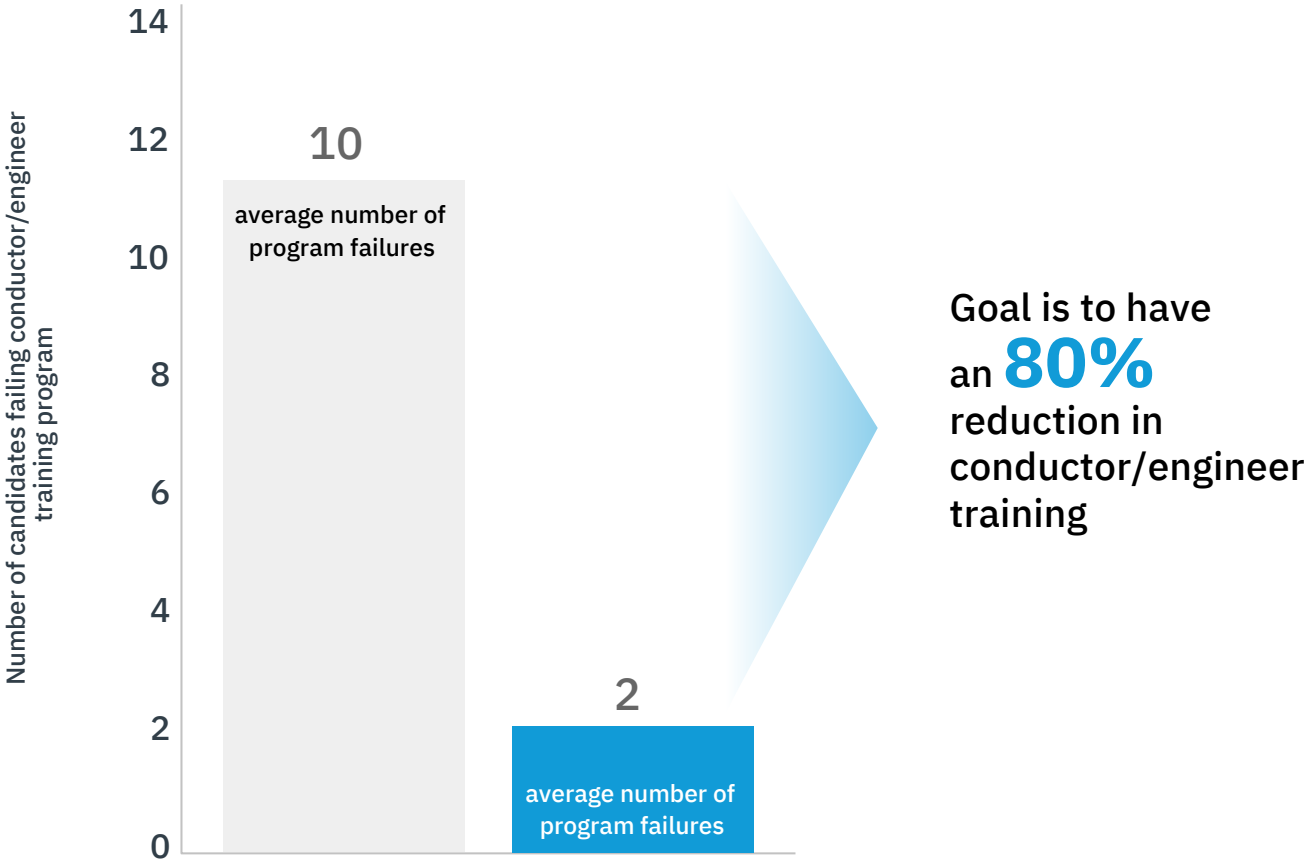 Number of candidates failing conductor/engineer
training program
14
12
10
8
6
4
2
0
10
average number of
program failures
2
average number of
program failures
Goal is to have
an 80%
reduction in
conductor/engineer
training